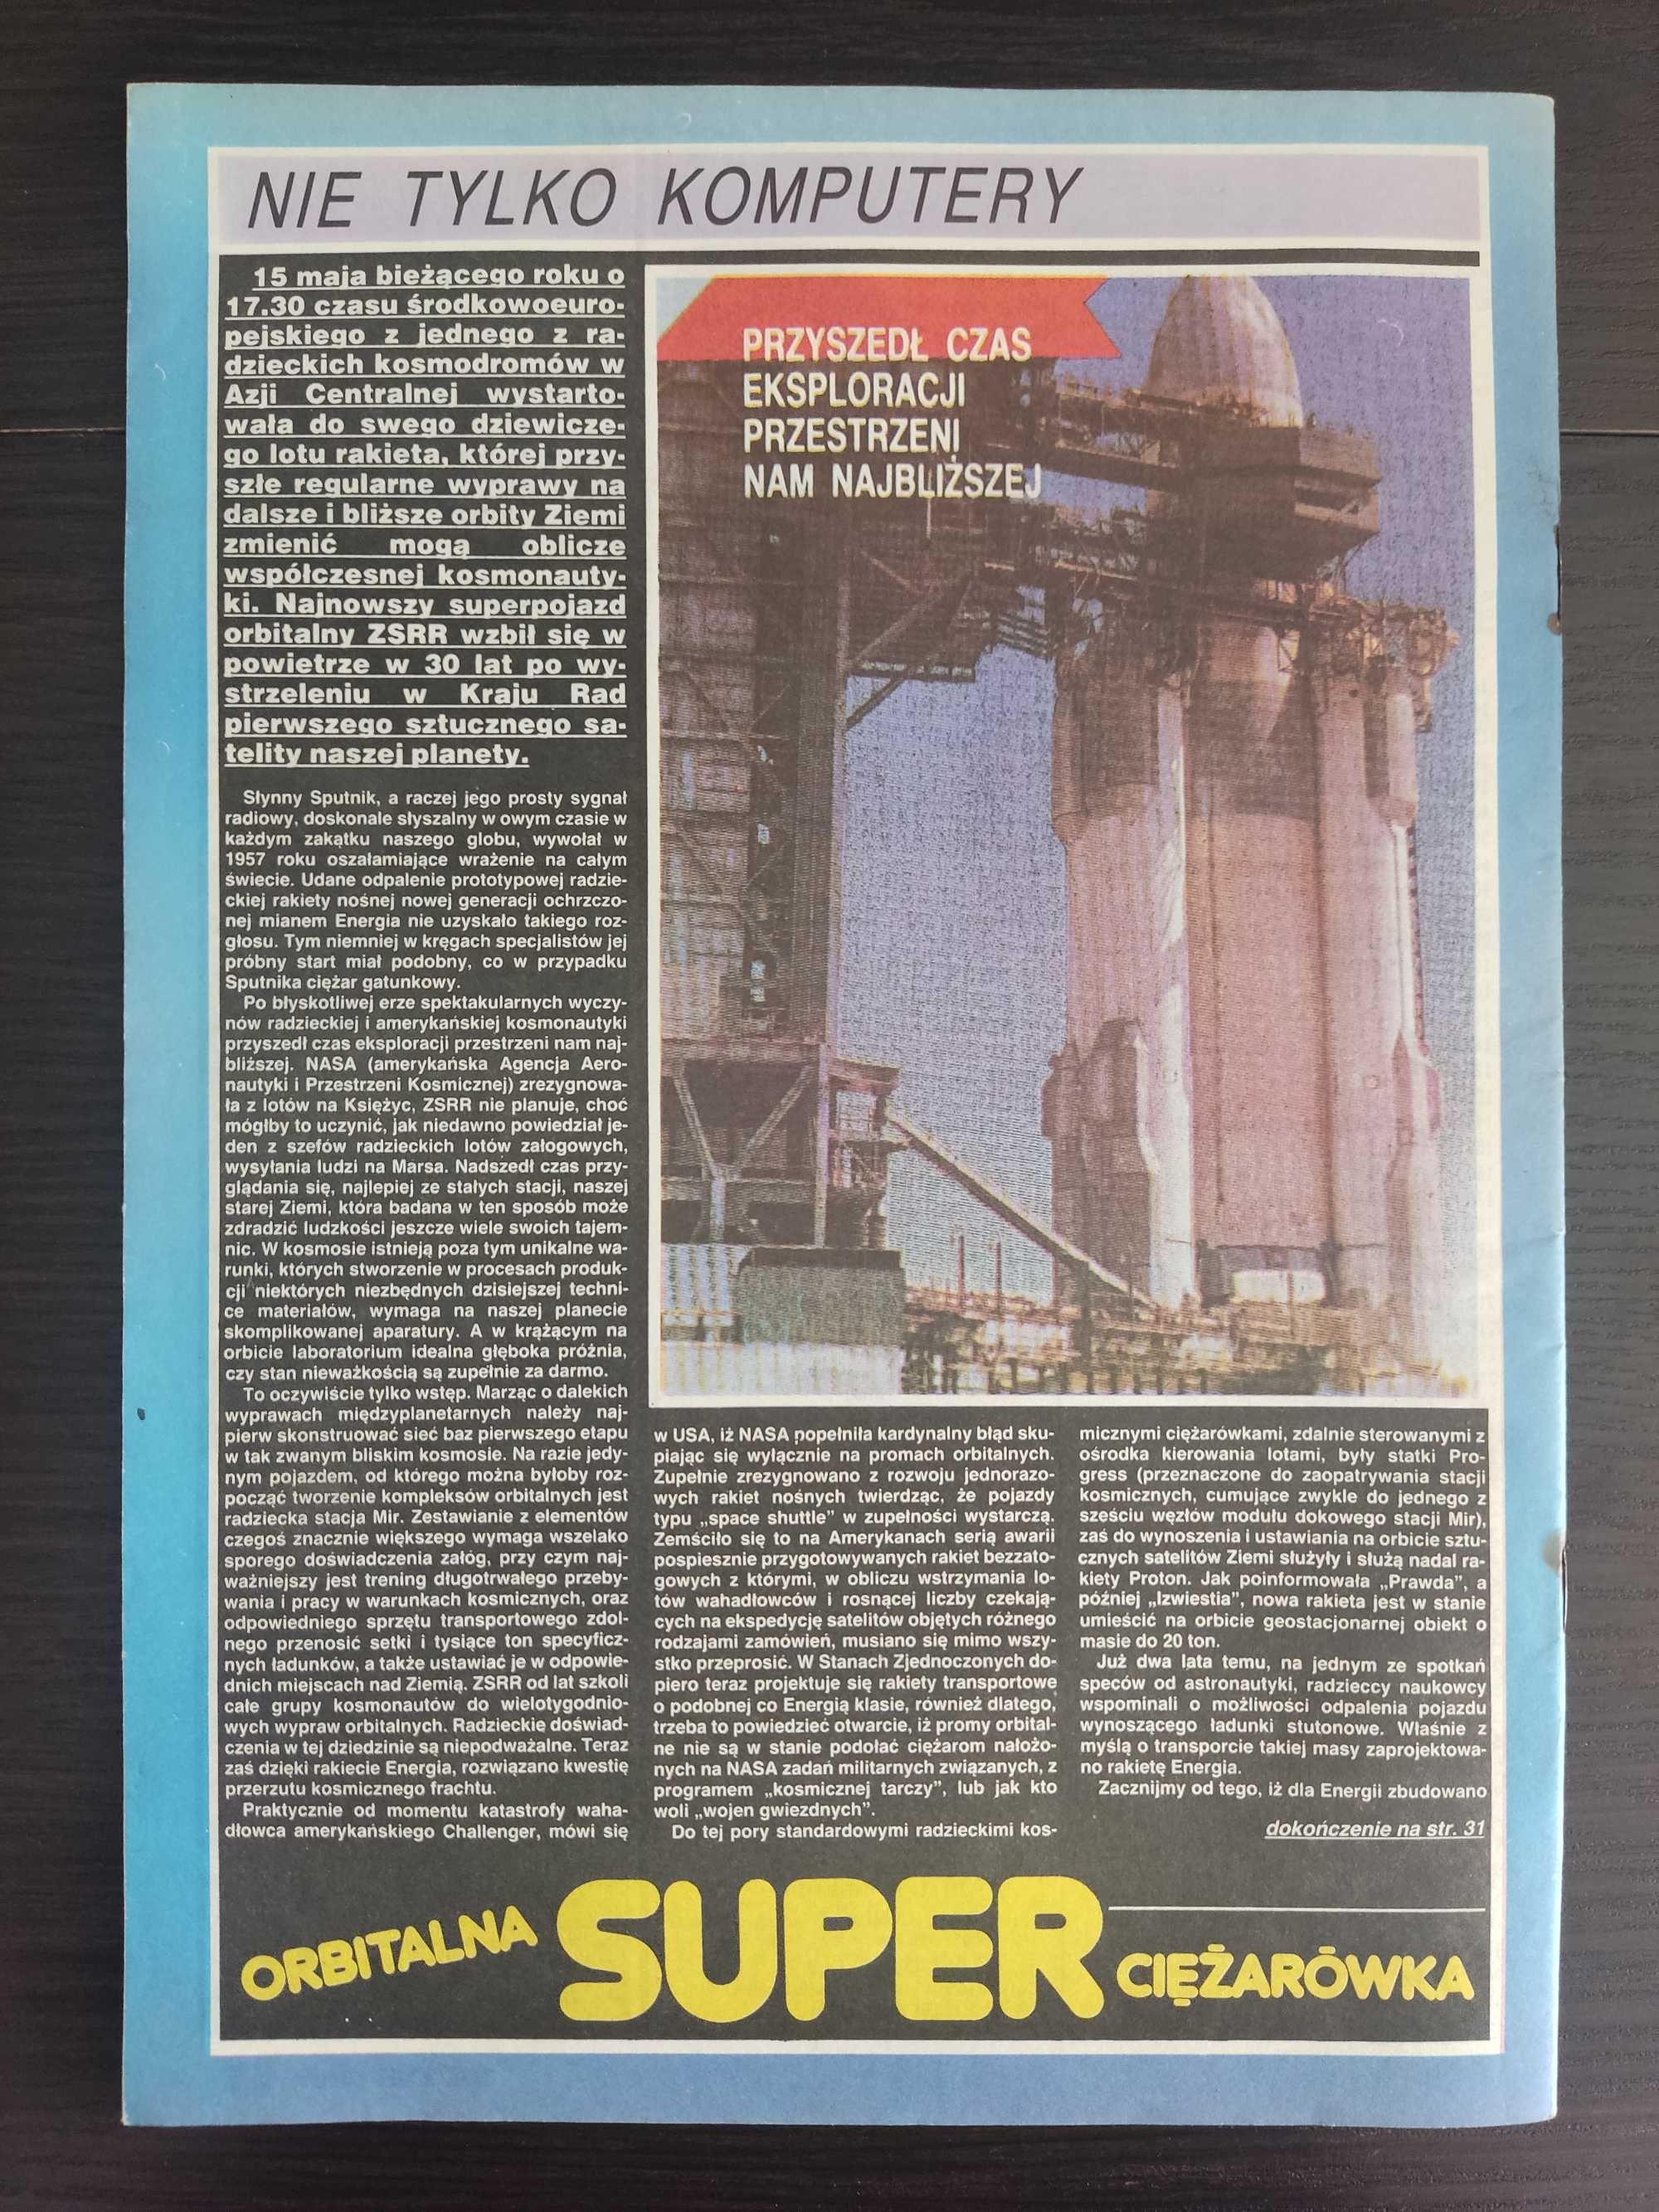 NIE TYLKO KOMPUTERY
15 maja bieżącego roku o
17.30 czasu środkowoeuro-
pejskiego z jednego z ra-
dzieckich kosmodromów w
Azji Centralnej wystarto-
wała do swego dziewicze-
go lotu rakieta, której przy-
szłe regularne wyprawy na
dalsze i bliższe orbity Ziemi
zmienić mogą oblicze
współczesnej kosmonauty-
ki. Najnowszy superpojazd
orbitalny ZSRR wzbił się w
powietrze w 30 lat po wy-
strzeleniu w Kraju Rad
pierwszego sztucznego sa-
telity naszej planety.
Słynny Sputnik, a raczej jego prosty sygnał
radiowy, doskonale słyszalny w owym czasie w
każdym zakątku naszego globu, wywołał w
1957 roku oszałamiające wrażenie na całym
świecie. Udane odpalenie prototypowej radzie-
ckiej rakiety nośnej nowej generacji ochrzczo-
nej mianem Energia nie uzyskało takiego roz-
głosu. Tym niemniej w kręgach specjalistów jej
próbny start miał podobny, co w przypadku
Sputnika ciężar gatunkowy.
Po błyskotliwej erze spektakularnych wyczy-
nów radzieckiej i amerykańskiej kosmonautyki
przyszedł czas eksploracji przestrzeni nam naj-
bliższej. NASA (amerykańska Agencja Aero-
nautyki i Przestrzeni Kosmicznej) zrezygnowa-
ła z lotów na Księżyc, ZSRR nie planuje, choć
mógłby to uczynić, jak niedawno powiedział je-
den z szefów radzieckich lotów załogowych,
wysyłania ludzi na Marsa. Nadszedł czas przy-
glądania się, najlepiej ze stałych stacji, naszej
starej Ziemi, która badana w ten sposób może
zdradzić ludzkości jeszcze wiele swoich tajem-
nic. W kosmosie istnieją poza tym unikalne wa-
runki, których stworzenie w procesach produk-
cji niektórych niezbędnych dzisiejszej techni-
ce materiałów, wymaga na naszej planecie
skomplikowanej aparatury. A w krążącym na
orbicie laboratorium idealna głęboka próżnia,
czy stan nieważkością są zupełnie za darmo.
To oczywiście tylko wstęp. Marząc o dalekich
wyprawach międzyplanetarnych należy naj-
pierw skonstruować sieć baz pierwszego etapu
w tak zwanym bliskim kosmosie. Na razie jedy-
nym pojazdem, od którego można byłoby roz-
począć tworzenie kompleksów orbitalnych jest
radziecka stacja Mir. Zestawianie z elementów
czegoś znacznie większego wymaga wszelako
sporego doświadczenia załóg, przy czym naj-
ważniejszy jest trening długotrwałego przeby-
wania i pracy w warunkach kosmicznych, oraz
odpowiedniego sprzętu transportowego zdol-
nego przenosić setki i tysiące ton specyficz-
nych ładunków, a także ustawiać je w odpowie-
dnich miejscach nad Ziemią. ZSRR od lat szkoli
całe grupy kosmonautów do wielotygodnio-
wych wypraw orbitalnych. Radzieckie doświad-
czenia w tej dziedzinie są niepodważalne. Teraz
zaś dzięki rakiecie Energia, rozwiązano kwestię
przerzutu kosmicznego frachtu.
Praktycznie od momentu katastrofy waha-
dłowca amerykańskiego Challenger, mówi się
PRZYSZEDŁ CZAS
EKSPLORACJI
PRZESTRZENI
NAM NAJBLIŻSZEJ
w USA, iż NASA popełniła kardynalny błąd sku-
piając się wyłącznie na promach orbitalnych.
Zupełnie zrezygnowano z rozwoju jednorazo-
wych rakiet nośnych twierdząc, że pojazdy
typu „space shuttle” w zupełności wystarczą.
Zemściło się to na Amerykanach serią awarii
pospiesznie przygotowywanych rakiet bezzało-
gowych z którymi, w obliczu wstrzymania lo-
tów wahadłowców i rosnącej liczby czekają-
cych na ekspedycję satelitów objętych różnego
rodzajami zamówień, musiano się mimo wszy-
stko przeprosić. W Stanach Zjednoczonych do-
piero teraz projektuje się rakiety transportowe
o podobnej co Energią klasie, również dlatego,
trzeba to powiedzieć otwarcie, iż promy orbital-
ne nie są w stanie podołać ciężarom nałożo-
nych na NASA zadań militarnych związanych, z
programem „kosmicznej tarczy”, lub jak kto
woli „wojen gwiezdnych”.
Do tej pory standardowymi radzieckimi kos-
micznymi ciężarówkami, zdalnie sterowanymi z
ośrodka kierowania lotami, były statki Pro-
gress (przeznaczone do zaopatrywania stacji
kosmicznych, cumujące zwykle do jednego z
sześciu węzłów modułu dokowego stacji Mir),
zaś do wynoszenia i ustawiania na orbicie sztu-
cznych satelitów Ziemi służyły i służą nadal ra-
kiety Proton. Jak poinformowała „Prawda”, a
później „Izwiestia”, nowa rakieta jest w stanie
umieścić na orbicie geostacjonarnej obiekt o
masie do 20 ton.
Już dwa lata temu, na jednym ze spotkań
speców od astronautyki, radzieccy naukowcy
wspominali o możliwości odpalenia pojazdu
wynoszącego ładunki stutonowe. Właśnie z
myślą o transporcie takiej masy zaprojektowa-
no rakietę Energia.
Zacznijmy od tego, iż dla Energii zbudowano
dokończenie na str. 31
ORBITALNA SUPER CIĘŻARÓWKA